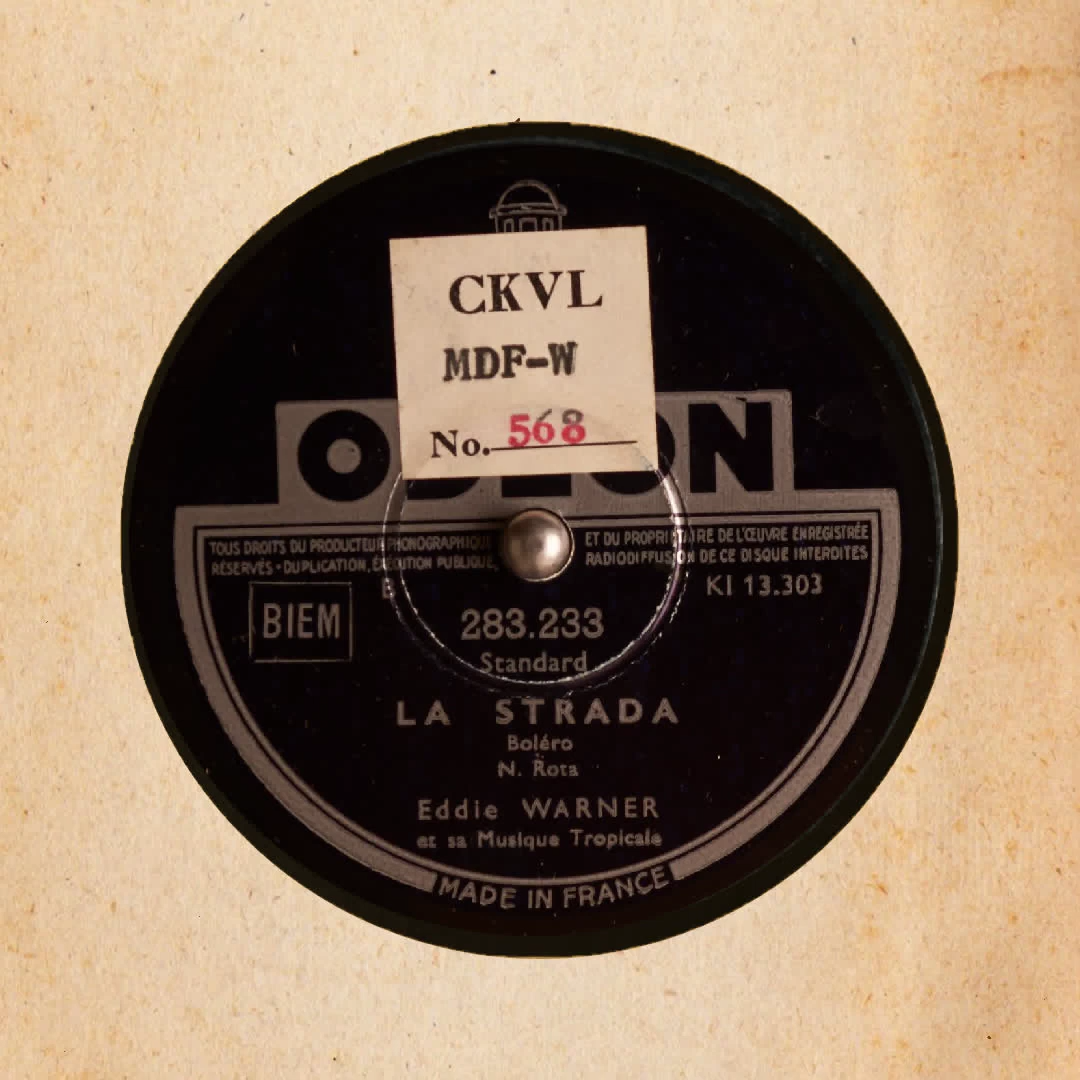 CKVL
MDF-W
No. 568
ODEON
TOUS DROITS DU PRODUCTEUR PHONOGRAPHIQUE ET DU PROPRIETAIRE DE L'ŒUVRE ENREGISTRÉE
RÉSERVÉS · DUPLICATION, EXÉCUTION PUBLIQUE, RADIODIFFUSION DE CE DISQUE INTERDITES
BIEM
KI 13.303
283.233
Standard
LA STRADA
Boléro
N. Rota
Eddie WARNER
et sa Musique Tropicale
MADE IN FRANCE